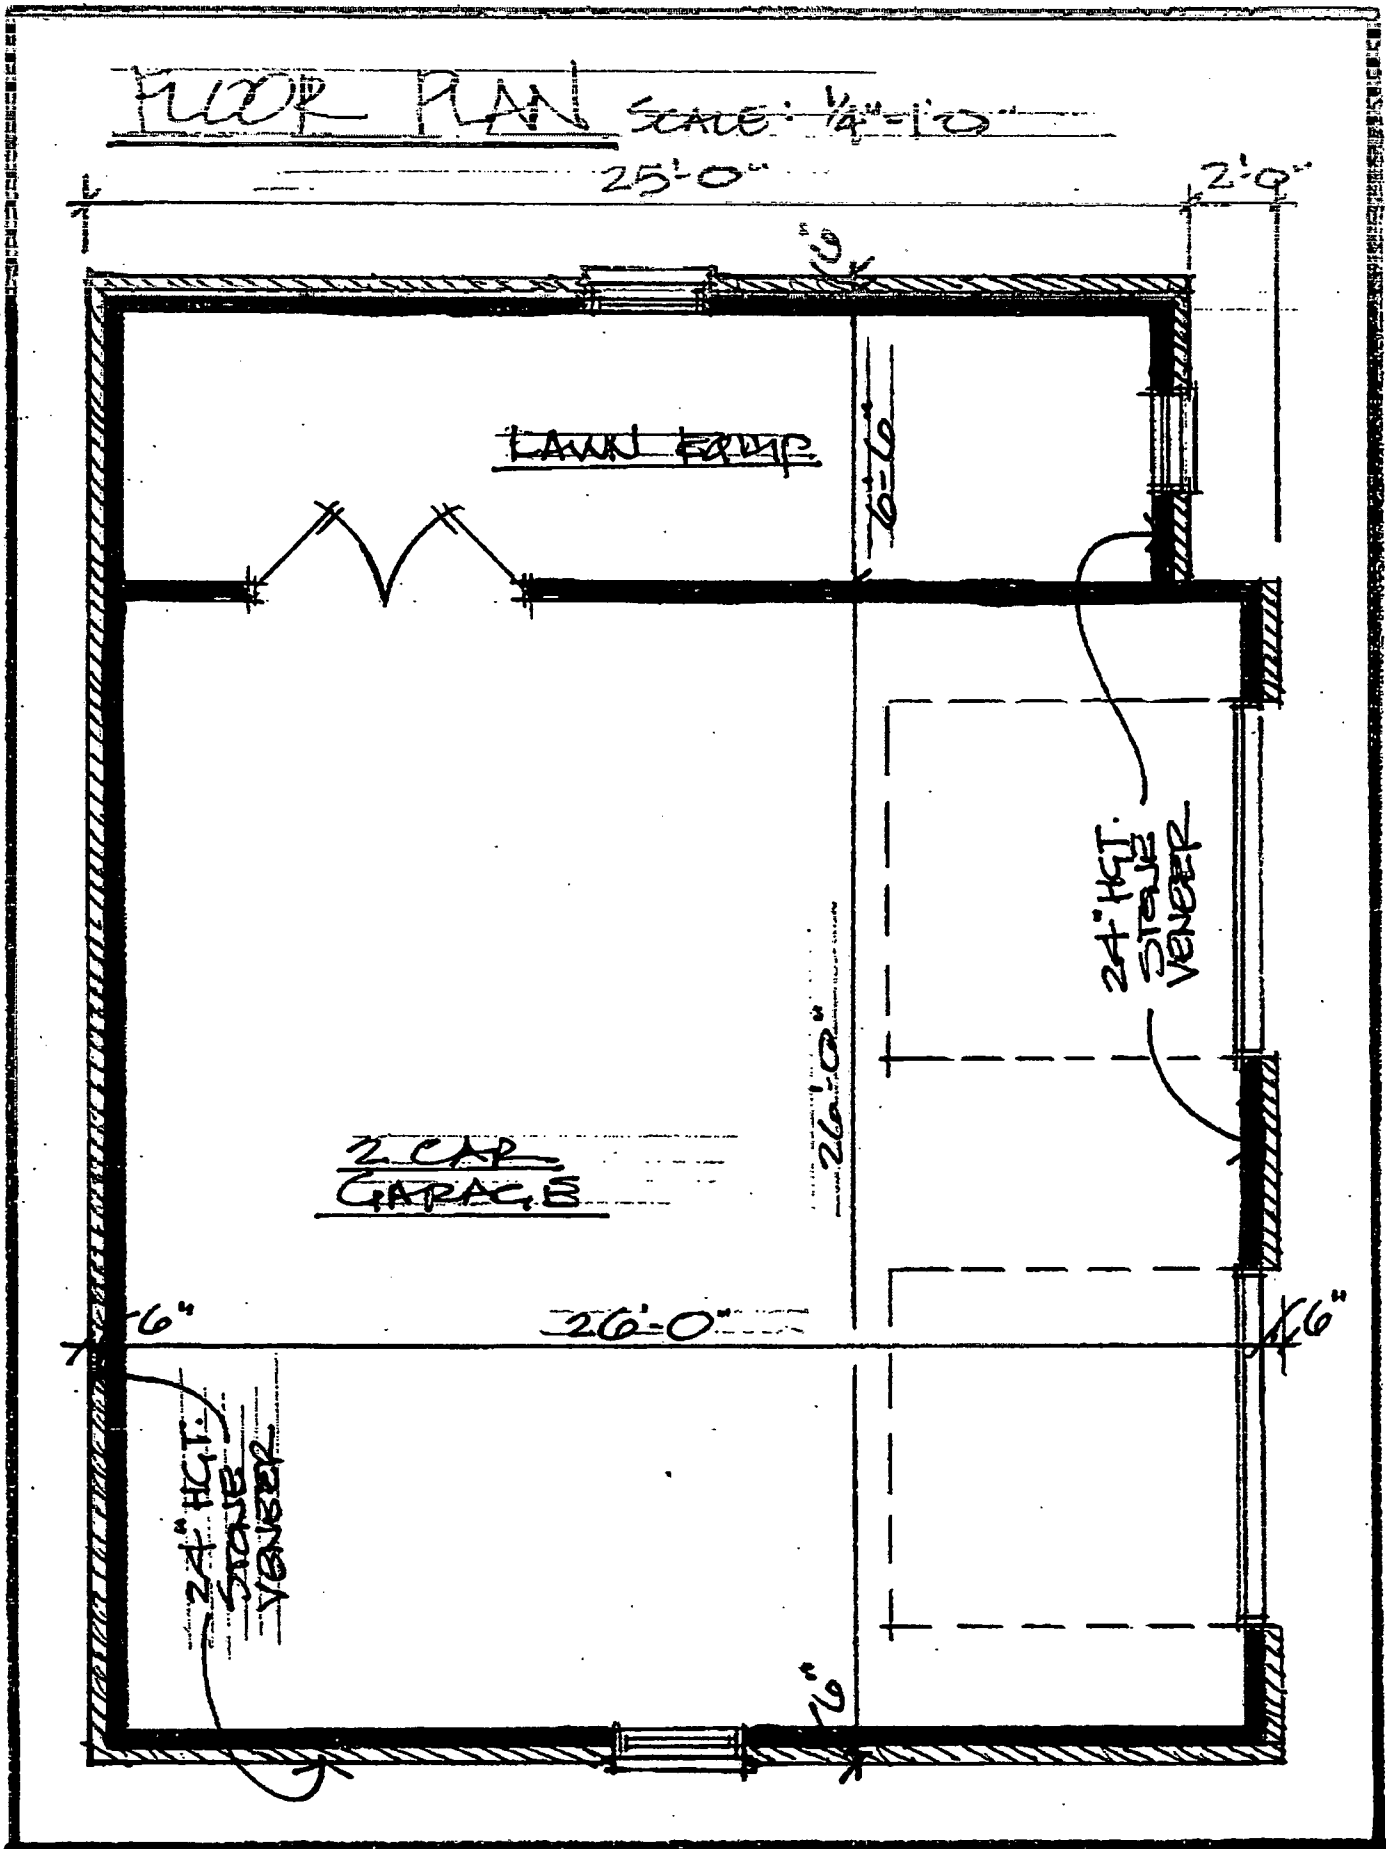 FLOOR PLAN SCALE: 1/4"=1'-0"
25'-0"
2'-0"
6"
LAWN EQUIP
6'-6"
24" HGT.
STONE
VENEER
26'-0"
2 CAR
GARAGE
6"
26'-0"
6"
24" HGT.
STONE
VENEER
6"